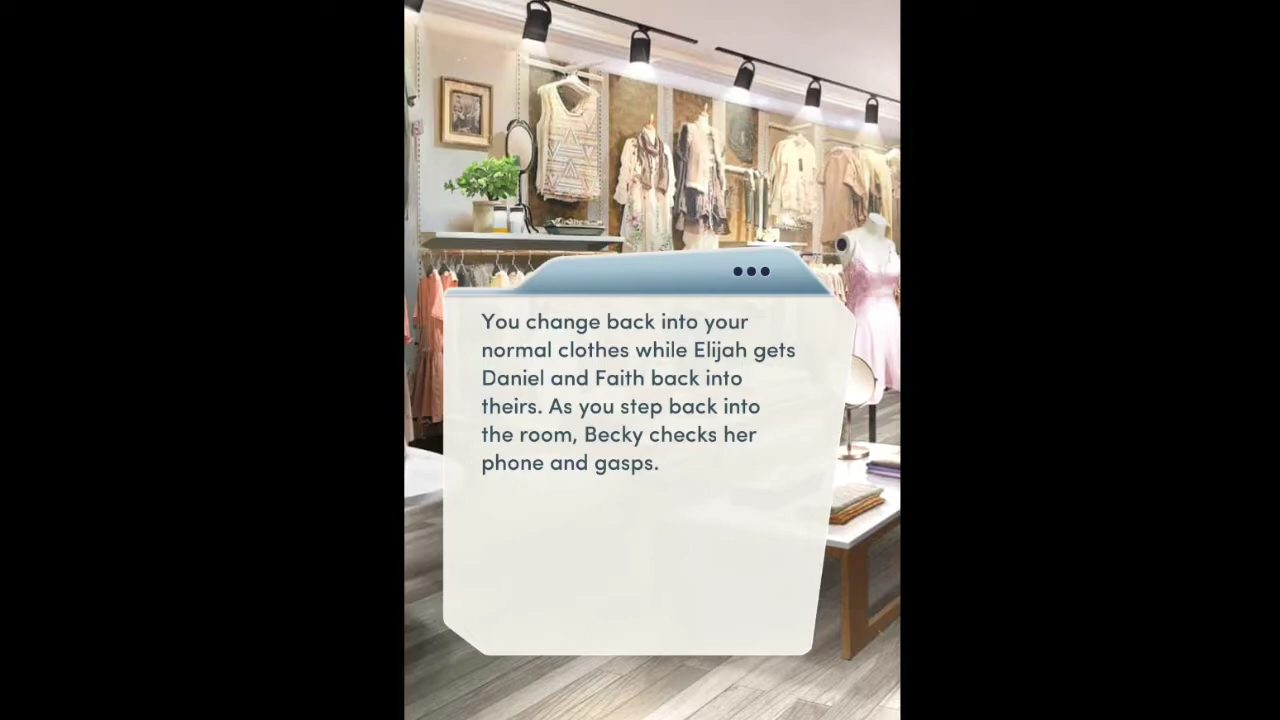 You change back into your
normal clothes while Elijah gets
Daniel and Faith back into
theirs. As you step back into
the room, Becky checks her
phone and gasps.